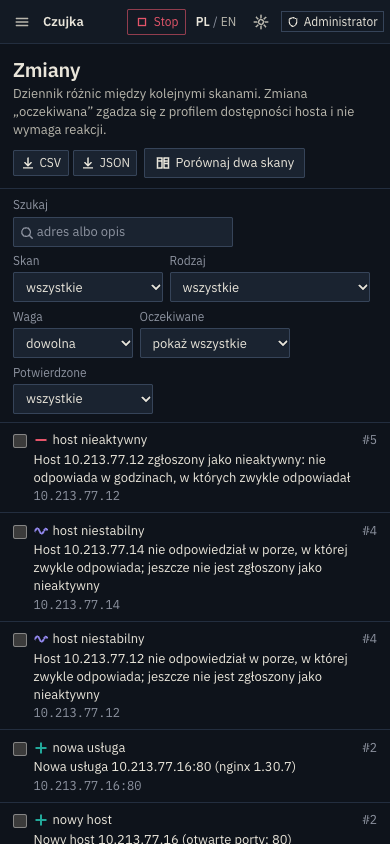 Czujka
Stop
PL / EN
Administrator
Zmiany
Dziennik różnic między kolejnymi skanami. Zmiana
„oczekiwana” zgadza się z profilem dostępności hosta i nie
wymaga reakcji.
CSV
JSON
Porównaj dwa skany
Szukaj
adres albo opis
Skan
Rodzaj
wszystkie
wszystkie
Waga
Oczekiwane
dowolna
pokaż wszystkie
Potwierdzone
wszystkie
host nieaktywny #5
Host 10.213.77.12 zgłoszony jako nieaktywny: nie
odpowiada w godzinach, w których zwykle odpowiadał
10.213.77.12
host niestabilny #4
Host 10.213.77.14 nie odpowiedział w porze, w której
zwykle odpowiada; jeszcze nie jest zgłoszony jako
nieaktywny
10.213.77.14
host niestabilny #4
Host 10.213.77.12 nie odpowiedział w porze, w której
zwykle odpowiada; jeszcze nie jest zgłoszony jako
nieaktywny
10.213.77.12
nowa usługa #2
Nowa usługa 10.213.77.16:80 (nginx 1.30.7)
10.213.77.16:80
nowy host #2
Nowy host 10.213.77.16 (otwarte porty: 80)